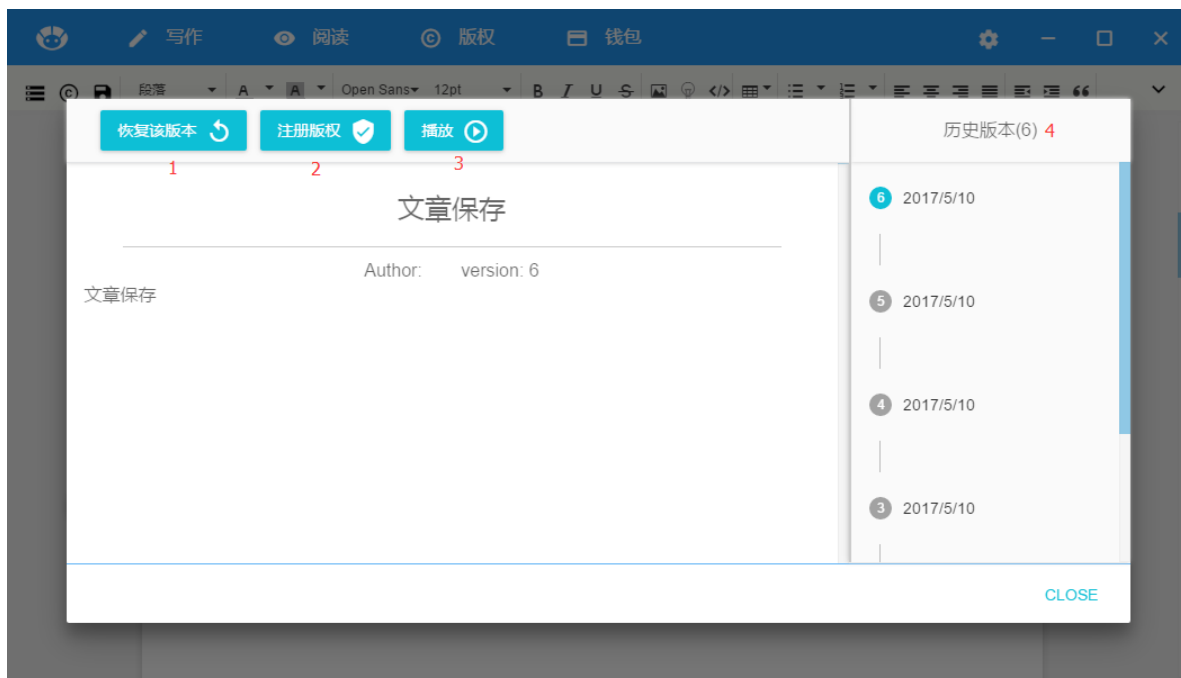 写作 阅读 版权 钱包
段落 A A Open Sans 12pt B I U S
恢复该版本 注册版权 播放 历史版本(6) 4
1 2 3
文章保存
Author: version: 6
文章保存
6 2017/5/10
5 2017/5/10
4 2017/5/10
3 2017/5/10
CLOSE